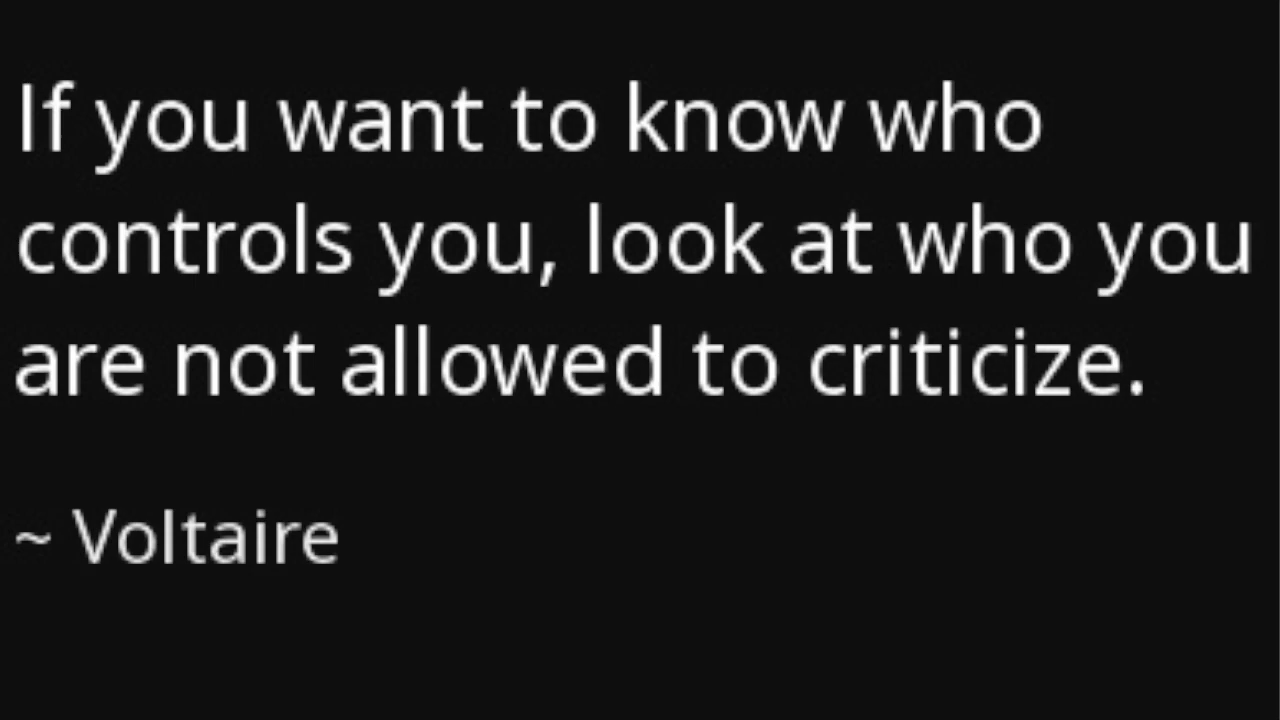 If you want to know who
controls you, look at who you
are not allowed to criticize.
~ Voltaire